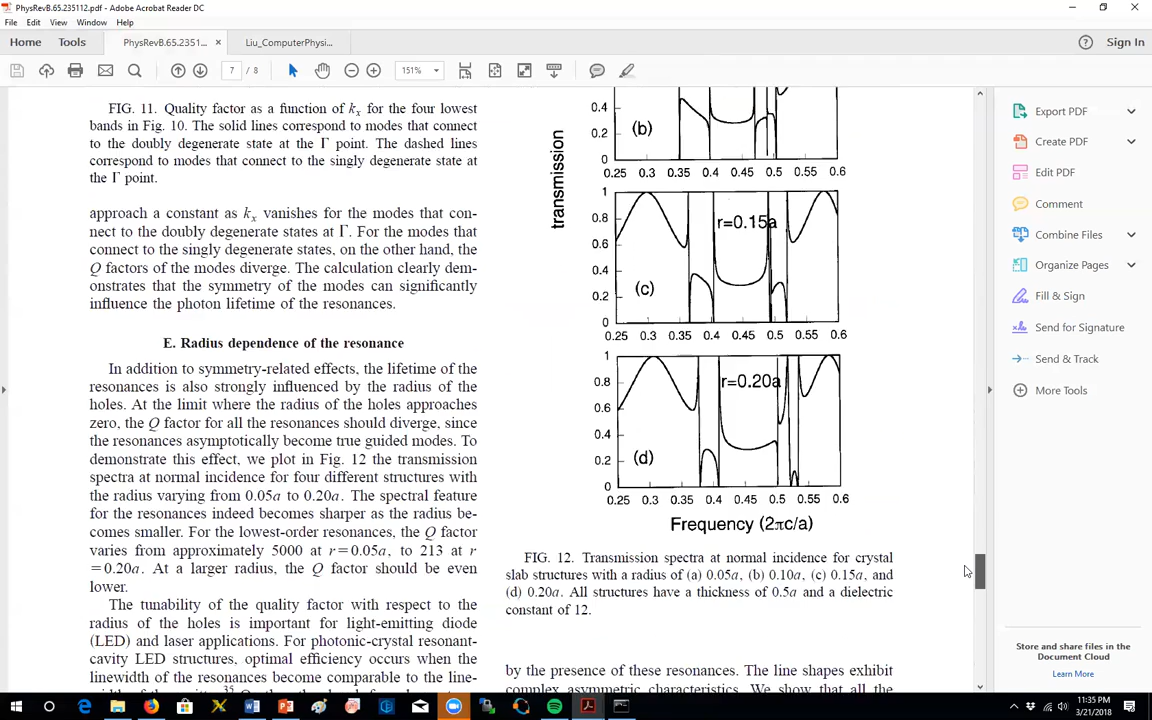 PhysRevB.65.235112.pdf - Adobe Acrobat Reader DC
File Edit View Window Help
Home Tools PhysRevB.65.2351... × Liu_ComputerPhysi... Sign In
7 / 8 151%
FIG. 11. Quality factor as a function of kx for the four lowest
bands in Fig. 10. The solid lines correspond to modes that connect
to the doubly degenerate state at the Γ point. The dashed lines
correspond to modes that connect to the singly degenerate state at
the Γ point.
approach a constant as kx vanishes for the modes that con-
nect to the doubly degenerate states at Γ. For the modes that
connect to the singly degenerate states, on the other hand, the
Q factors of the modes diverge. The calculation clearly dem-
onstrates that the symmetry of the modes can significantly
influence the photon lifetime of the resonances.
E. Radius dependence of the resonance
In addition to symmetry-related effects, the lifetime of the
resonances is also strongly influenced by the radius of the
holes. At the limit where the radius of the holes approaches
zero, the Q factor for all the resonances should diverge, since
the resonances asymptotically become true guided modes. To
demonstrate this effect, we plot in Fig. 12 the transmission
spectra at normal incidence for four different structures with
the radius varying from 0.05a to 0.20a. The spectral feature
for the resonances indeed becomes sharper as the radius be-
comes smaller. For the lowest-order resonances, the Q factor
varies from approximately 5000 at r=0.05a, to 213 at r
=0.20a. At a larger radius, the Q factor should be even
lower.
The tunability of the quality factor with respect to the
radius of the holes is important for light-emitting diode
(LED) and laser applications. For photonic-crystal resonant-
cavity LED structures, optimal efficiency occurs when the
linewidth of the resonances become comparable to the line-
transmission
0.4
0.2
0
(b)
0.25 0.3 0.35 0.4 0.45 0.5 0.55 0.6
1
0.8
0.6
0.4
0.2
0
r=0.15a
(c)
0.25 0.3 0.35 0.4 0.45 0.5 0.55 0.6
1
0.8
0.6
0.4
0.2
0
r=0.20a
(d)
0.25 0.3 0.35 0.4 0.45 0.5 0.55 0.6
Frequency (2πc/a)
FIG. 12. Transmission spectra at normal incidence for crystal
slab structures with a radius of (a) 0.05a, (b) 0.10a, (c) 0.15a, and
(d) 0.20a. All structures have a thickness of 0.5a and a dielectric
constant of 12.
by the presence of these resonances. The line shapes exhibit
complex asymmetric characteristics. We show that all the
Export PDF
Create PDF
Edit PDF
Comment
Combine Files
Organize Pages
Fill & Sign
Send for Signature
Send & Track
More Tools
Store and share files in the
Document Cloud
Learn More
11:35 PM
3/21/2018